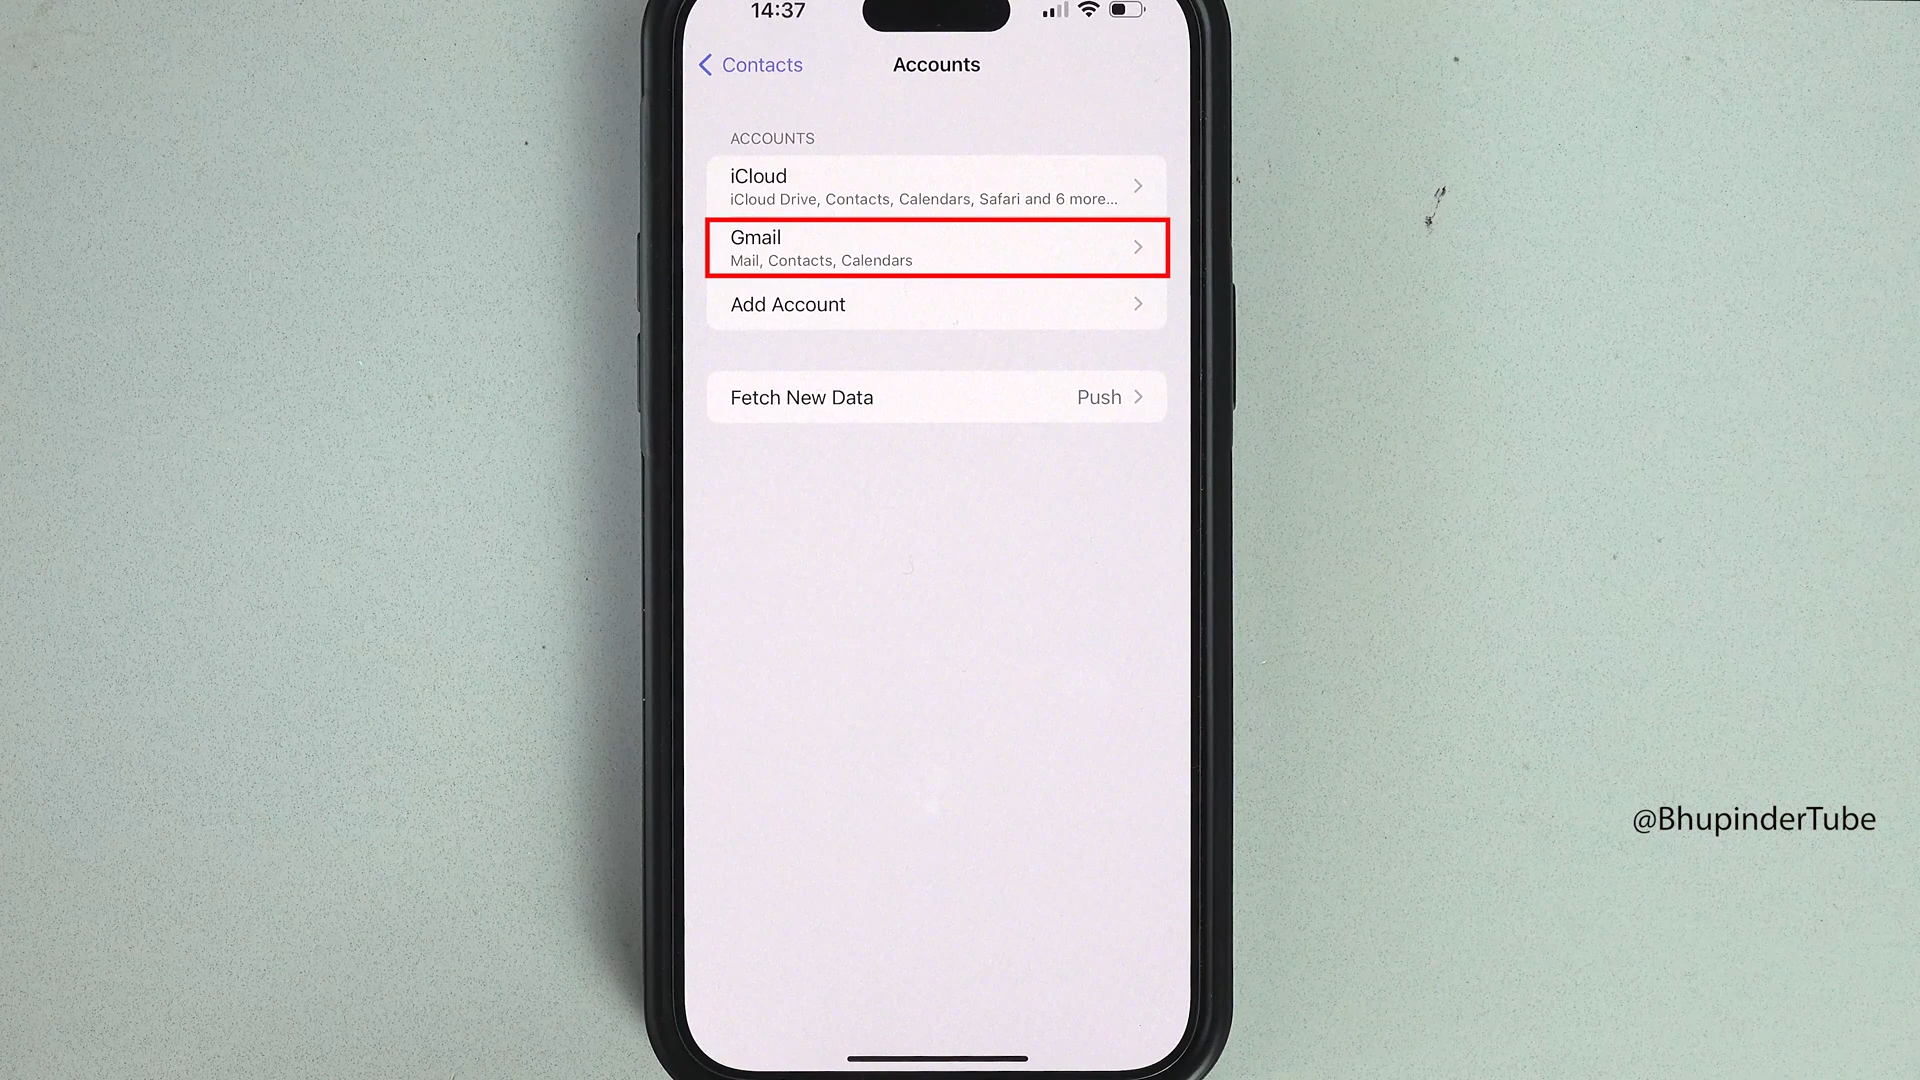 14:37
Contacts
Accounts
ACCOUNTS
iCloud
iCloud Drive, Contacts, Calendars, Safari and 6 more...
Gmail
Mail, Contacts, Calendars
Add Account
Fetch New Data Push
@BhupinderTube